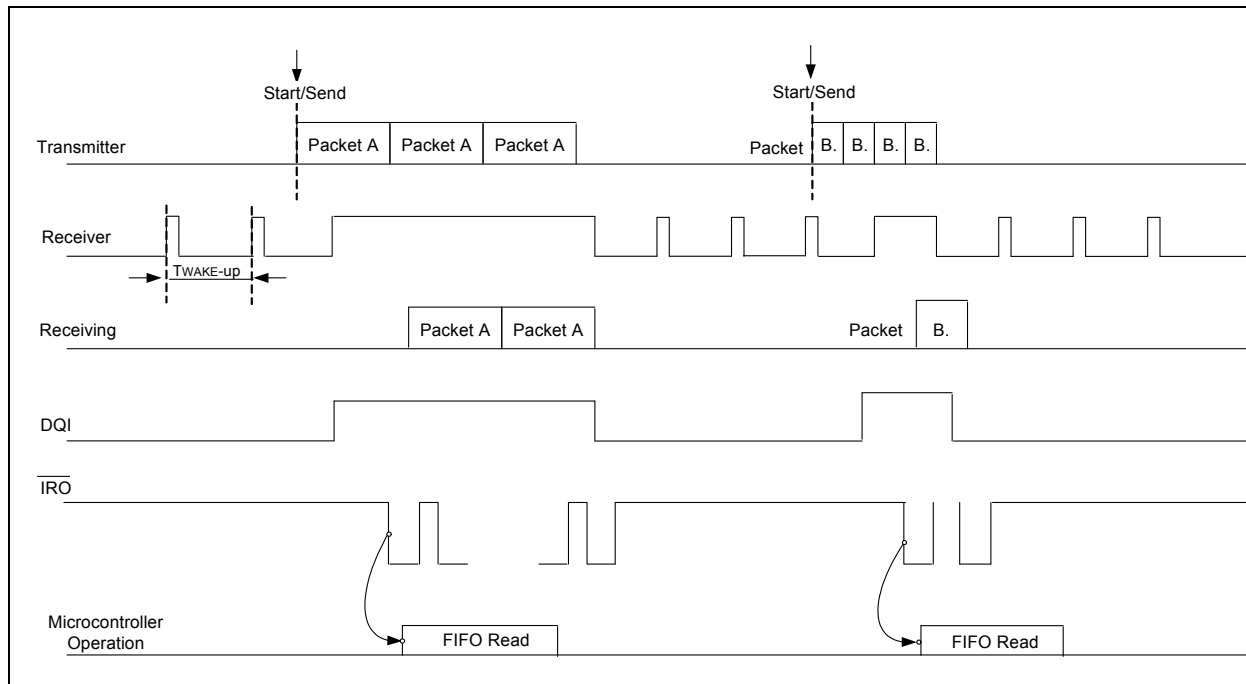 Start/Send Start/Send
Transmitter Packet A Packet A Packet A Packet B. B. B. B.
Receiver
TWAKE-up
Receiving Packet A Packet A Packet B.
DQI
IRO
Microcontroller
Operation FIFO Read FIFO Read